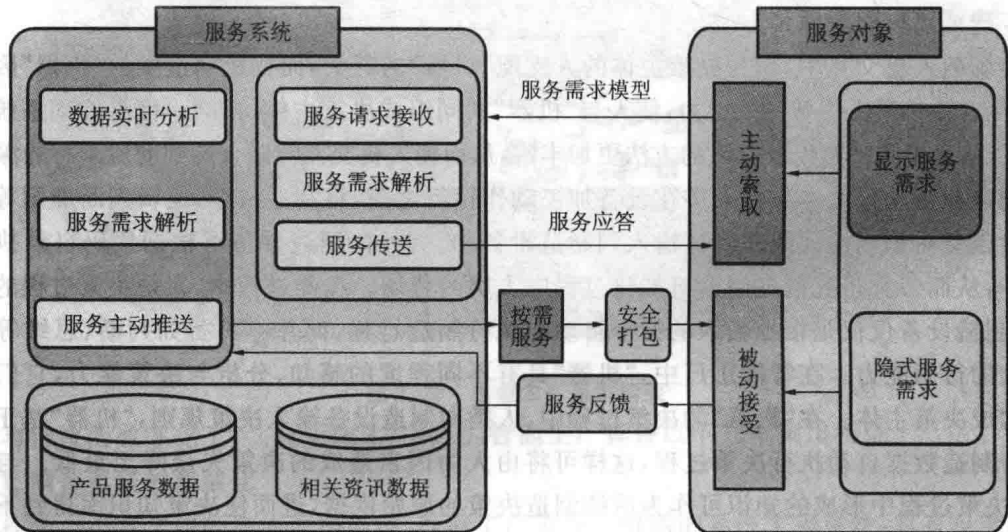 服务系统
服务对象
数据实时分析
服务需求解析
服务主动推送
服务请求接收
服务需求解析
服务传送
产品服务数据
相关资讯数据
服务需求模型
服务应答
按需
服务
安全
打包
服务反馈
主动索取
被动接受
显示服务
需求
隐式服务
需求